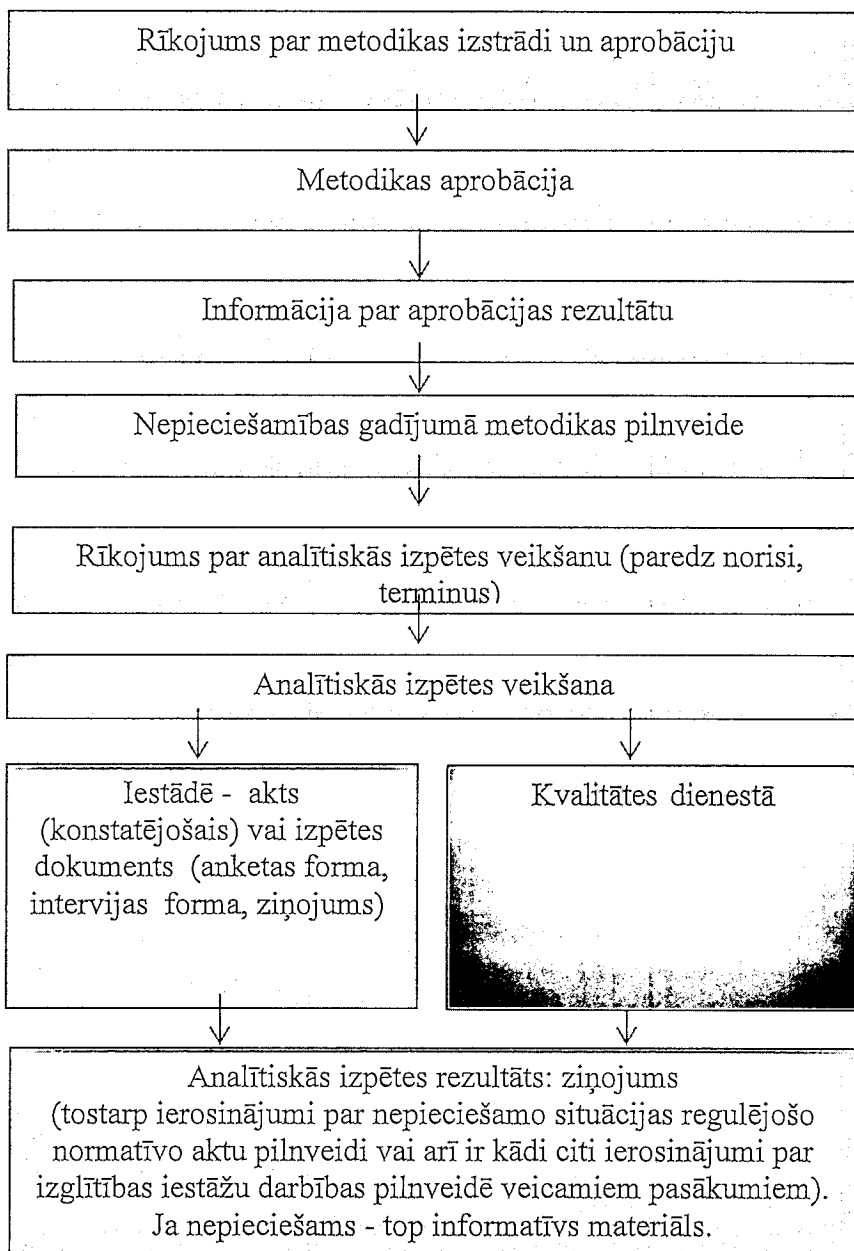 Rīkojums par metodikas izstrādi un aprobāciju
Metodikas aprobācija
Informācija par aprobācijas rezultātu
Nepieciešamības gadījumā metodikas pilnveide
Rīkojums par analītiskās izpētes veikšanu (paredz norisi,
terminus)
Analītiskās izpētes veikšana
Iestādē - akts
(konstatējošais) vai izpētes
dokuments (anketas forma,
intervijas forma, ziņojums)
Kvalitātes dienestā
Analītiskās izpētes rezultāts: ziņojums
(tostarp ierosinājumi par nepieciešamo situācijas regulējošo
normatīvo aktu pilnveidi vai arī ir kādi citi ierosinājumi par
izglītības iestāžu darbības pilnveidē veicamiem pasākumiem).
Ja nepieciešams - top informatīvs materiāls.